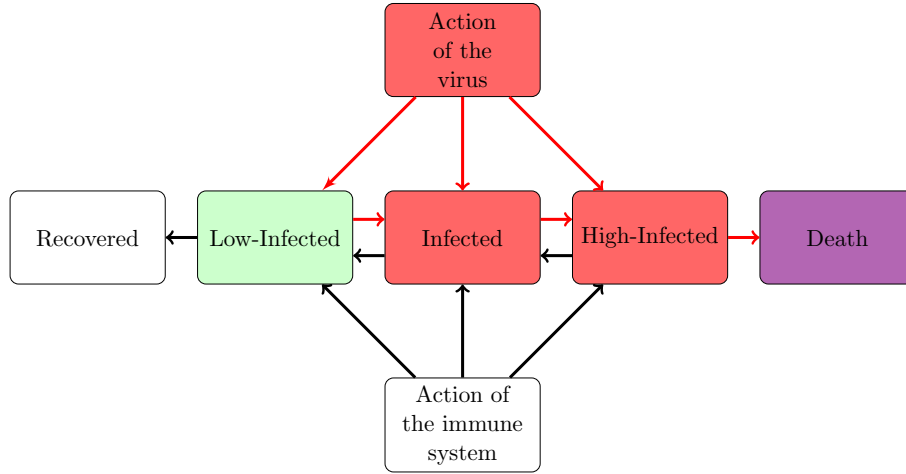 Action
of the
virus
Recovered
Low-Infected
Infected
High-Infected
Death
Action of
the immune
system